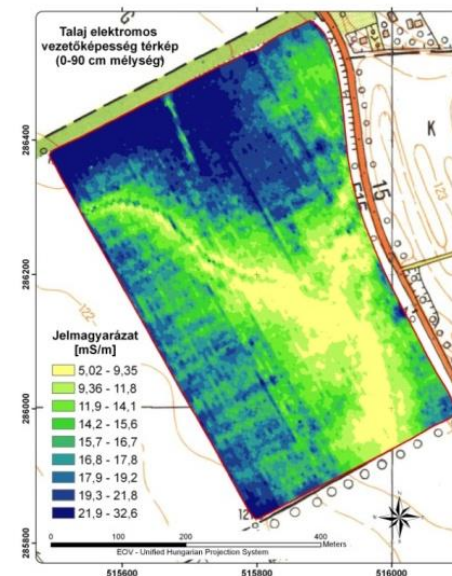 Talaj elektromos
vezetőképesség térkép
(0-90 cm mélység)
286400
286200
286000
285800
K
15
123
122
Jelmagyarázat
[mS/m]
5,02 - 9,35
9,36 - 11,8
11,9 - 14,1
14,2 - 15,6
15,7 - 16,7
16,8 - 17,8
17,9 - 19,2
19,3 - 21,8
21,9 - 32,6
0
100
200
400
Meters
EOV - Unified Hungarian Projection System
515600
515800
516000